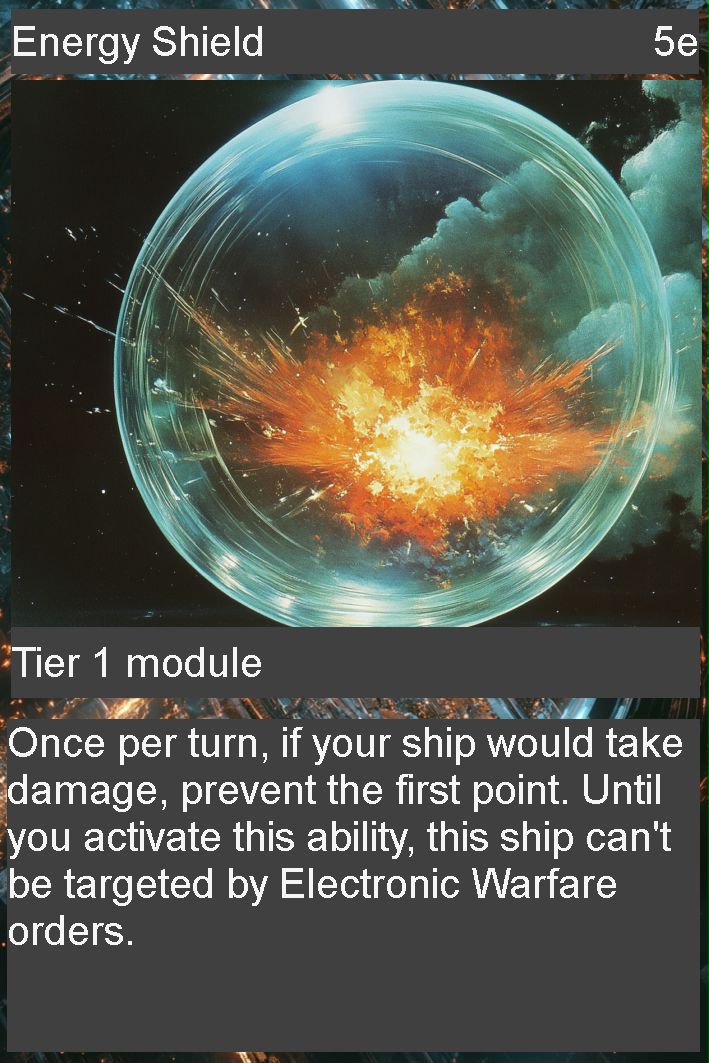 Energy Shield 5e
Tier 1 module
Once per turn, if your ship would take
damage, prevent the first point. Until
you activate this ability, this ship can't
be targeted by Electronic Warfare
orders.